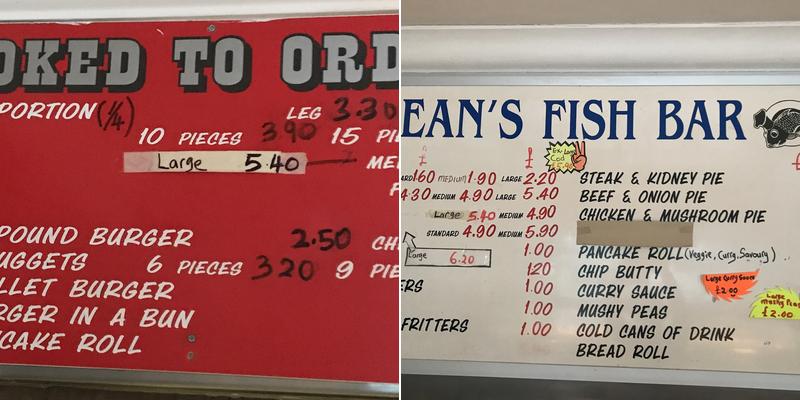 OKED TO ORD
PORTION (1/4) LEG 3.30
10 PIECES 390 15 PI
Large 5.40 ME
POUND BURGER 2.50 CH
UGGETS 6 PIECES 320 9 PIE
LLET BURGER
RGER IN A BUN
CAKE ROLL
EAN'S FISH BAR
£ £ Ex-Large Cod £
ARD 1.60 MEDIUM 1.90 LARGE 2.20 STEAK & KIDNEY PIE
4.30 MEDIUM 4.90 LARGE 5.40 BEEF & ONION PIE
Large 5.40 MEDIUM 4.90 CHICKEN & MUSHROOM PIE
STANDARD 4.90 MEDIUM 5.90
Large 6.20 1.00 PANCAKE ROLL (Veggie, Curry, Savoury)
120 CHIP BUTTY
ERS 1.00 CURRY SAUCE
Large Curry Sauce £2.00
1.00 MUSHY PEAS
Large Mushy Peas £2.00
FRITTERS 1.00 COLD CANS OF DRINK
BREAD ROLL